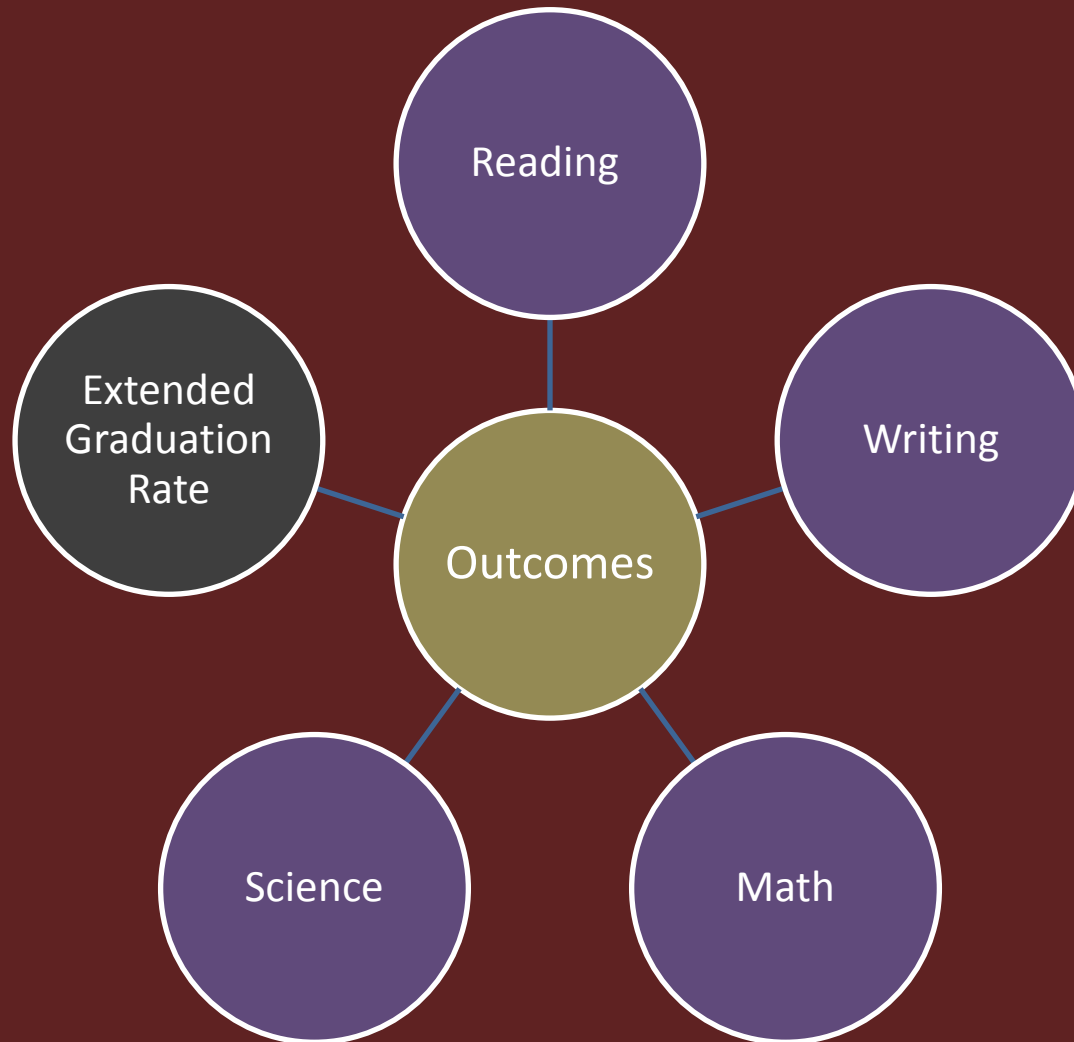 Reading
Writing
Math
Science
Extended
Graduation
Rate
Outcomes